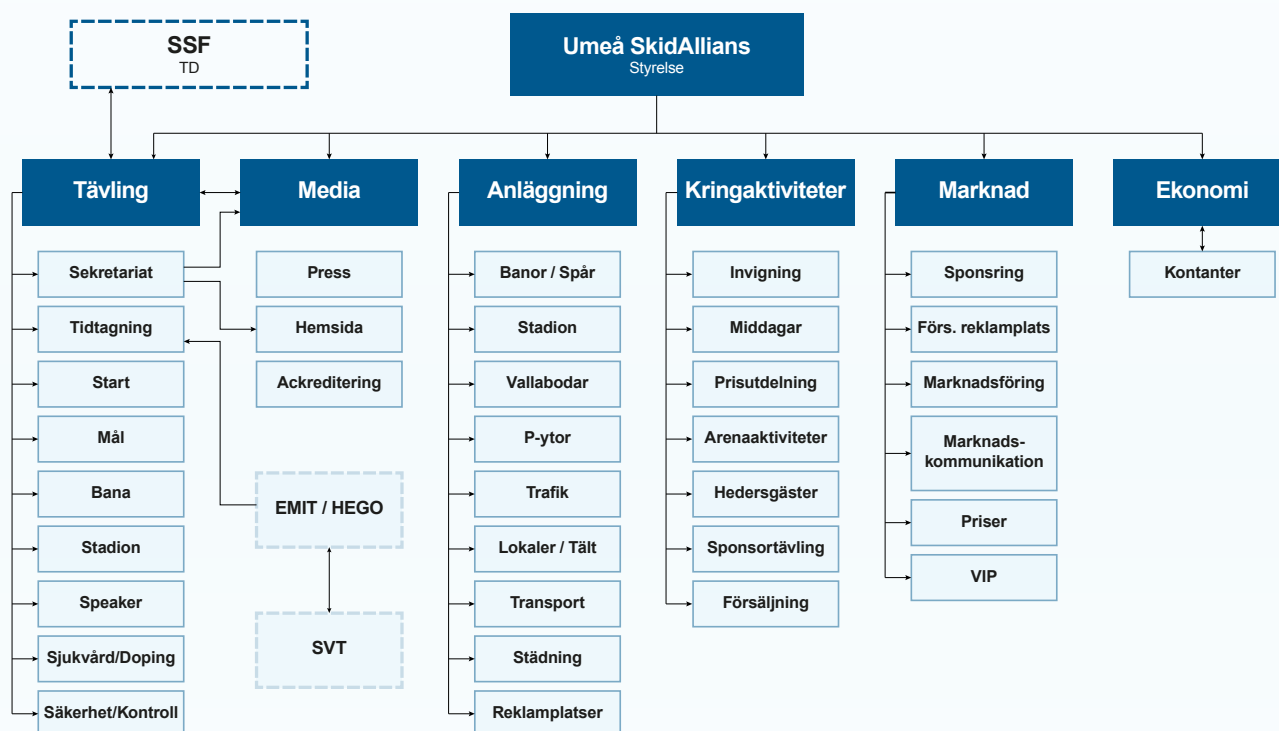 SSF
TD
Umeå SkidAllians
Styrelse
Tävling
Media
Anläggning
Kringaktiviteter
Marknad
Ekonomi
Sekretariat
Tidtagning
Start
Mål
Bana
Stadion
Speaker
Sjukvård/Doping
Säkerhet/Kontroll
Press
Hemsida
Ackreditering
EMIT / HEGO
SVT
Banor / Spår
Stadion
Vallabodar
P-ytor
Trafik
Lokaler / Tält
Transport
Städning
Reklamplatser
Invigning
Middagar
Prisutdelning
Arenaaktiviteter
Hedersgäster
Sponsortävling
Försäljning
Sponsring
Förs. reklamplats
Marknadsföring
Marknads-
kommunikation
Priser
VIP
Kontanter